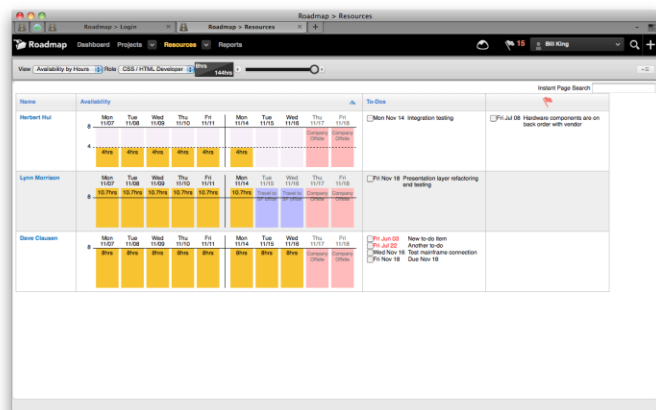 Roadmap > Resources
Roadmap > Login × Roadmap > Resources × +
Roadmap Dashboard Projects Resources Reports 15 Bill King
View Availability by Hours Role CSS / HTML Developer 0hrs 144hrs
Instant Page Search
Name Availability To-Dos
Herbert Hui
Mon Tue Wed Thu Fri Mon Tue Wed Thu Fri
11/07 11/08 11/09 11/10 11/11 11/14 11/15 11/16 11/17 11/18
8
Company Offsite Company Offsite
4
4hrs 4hrs 4hrs 4hrs 4hrs 4hrs
Mon Nov 14 Integration testing
Fri Jul 08 Hardware components are on
back order with vendor
Lynn Morrison
Mon Tue Wed Thu Fri Mon Tue Wed Thu Fri
11/07 11/08 11/09 11/10 11/11 11/14 11/15 11/16 11/17 11/18
10.7hrs 10.7hrs 10.7hrs 10.7hrs 10.7hrs 10.7hrs Travel to SF office Travel to SF office Company Offsite Company Offsite
8
Fri Nov 18 Presentation layer refactoring
and testing
Dave Clausen
Mon Tue Wed Thu Fri Mon Tue Wed Thu Fri
11/07 11/08 11/09 11/10 11/11 11/14 11/15 11/16 11/17 11/18
8
8hrs 8hrs 8hrs 8hrs 8hrs 8hrs 8hrs 8hrs Company Offsite Company Offsite
Fri Jun 03 New to-do item
Fri Jul 22 Another to-do
Wed Nov 16 Test mainframe connection
Fri Nov 18 Due Nov 18